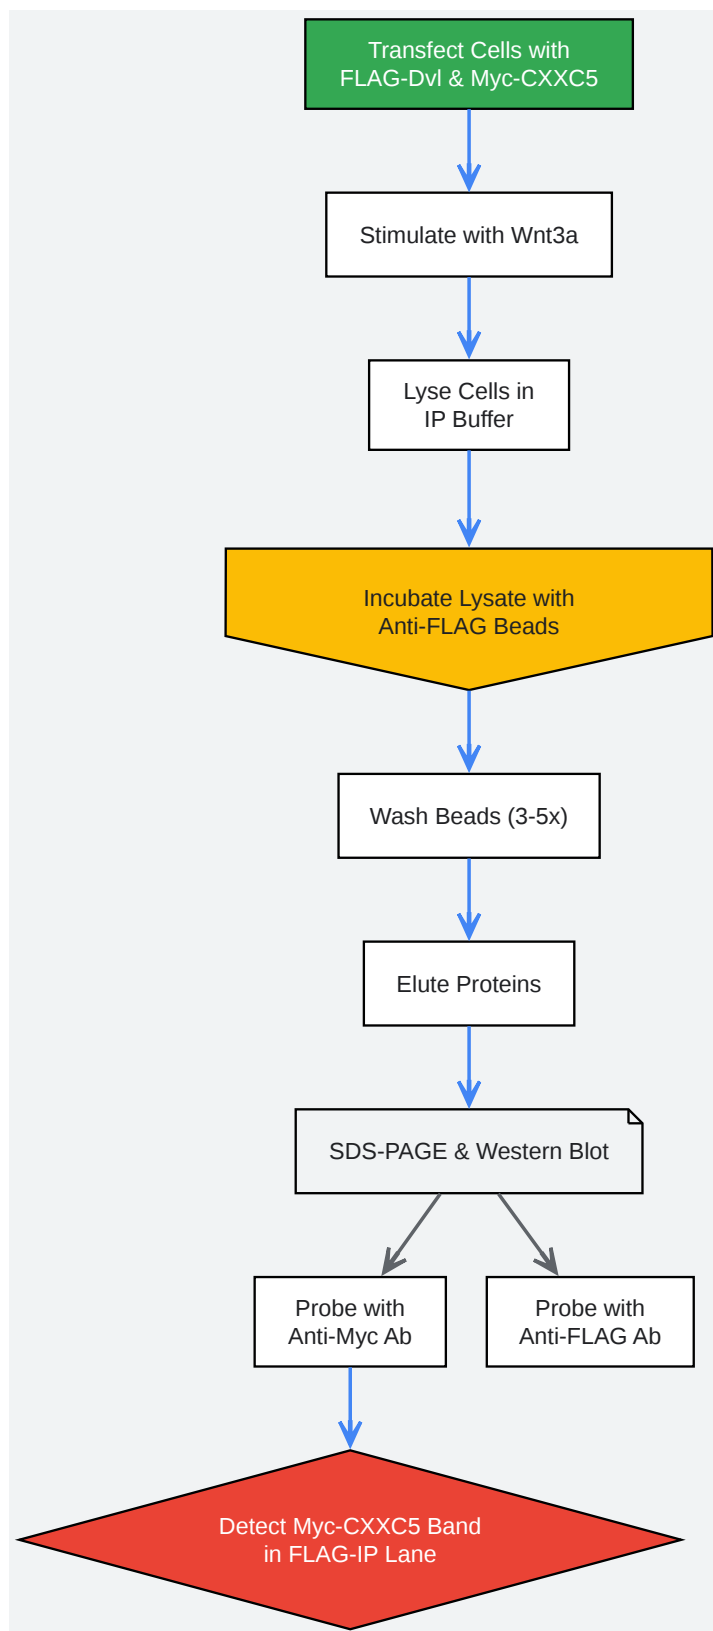 Transfect Cells with
FLAG-Dvl & Myc-CXXC5
Stimulate with Wnt3a
Lyse Cells in
IP Buffer
Incubate Lysate with
Anti-FLAG Beads
Wash Beads (3-5x)
Elute Proteins
SDS-PAGE & Western Blot
Probe with
Anti-Myc Ab
Probe with
Anti-FLAG Ab
Detect Myc-CXXC5 Band
in FLAG-IP Lane